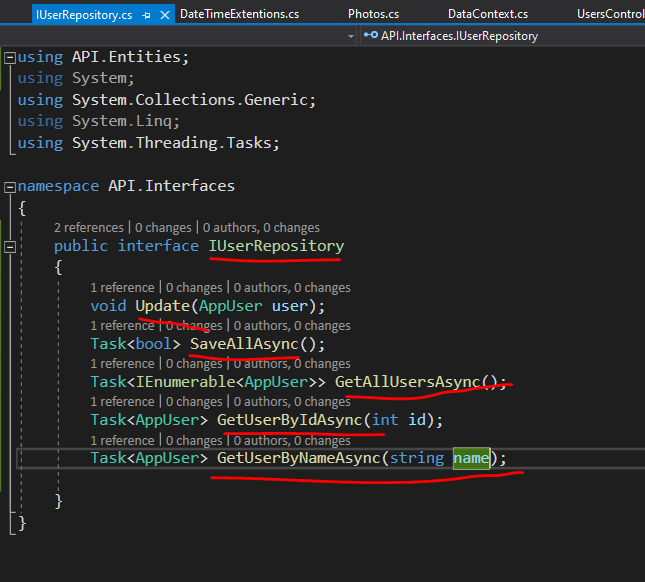 IUserRepository.cs DateTimeExtentions.cs Photos.cs DataContext.cs UsersControl
API.Interfaces.IUserRepository
using API.Entities;
using System;
using System.Collections.Generic;
using System.Linq;
using System.Threading.Tasks;
namespace API.Interfaces
{
2 references | 0 changes | 0 authors, 0 changes
public interface IUserRepository
{
1 reference | 0 changes | 0 authors, 0 changes
void Update(AppUser user);
1 reference | 0 changes | 0 authors, 0 changes
Task<bool> SaveAllAsync();
1 reference | 0 changes | 0 authors, 0 changes
Task<IEnumerable<AppUser>> GetAllUsersAsync();
1 reference | 0 changes | 0 authors, 0 changes
Task<AppUser> GetUserByIdAsync(int id);
1 reference | 0 changes | 0 authors, 0 changes
Task<AppUser> GetUserByNameAsync(string name);
}
}